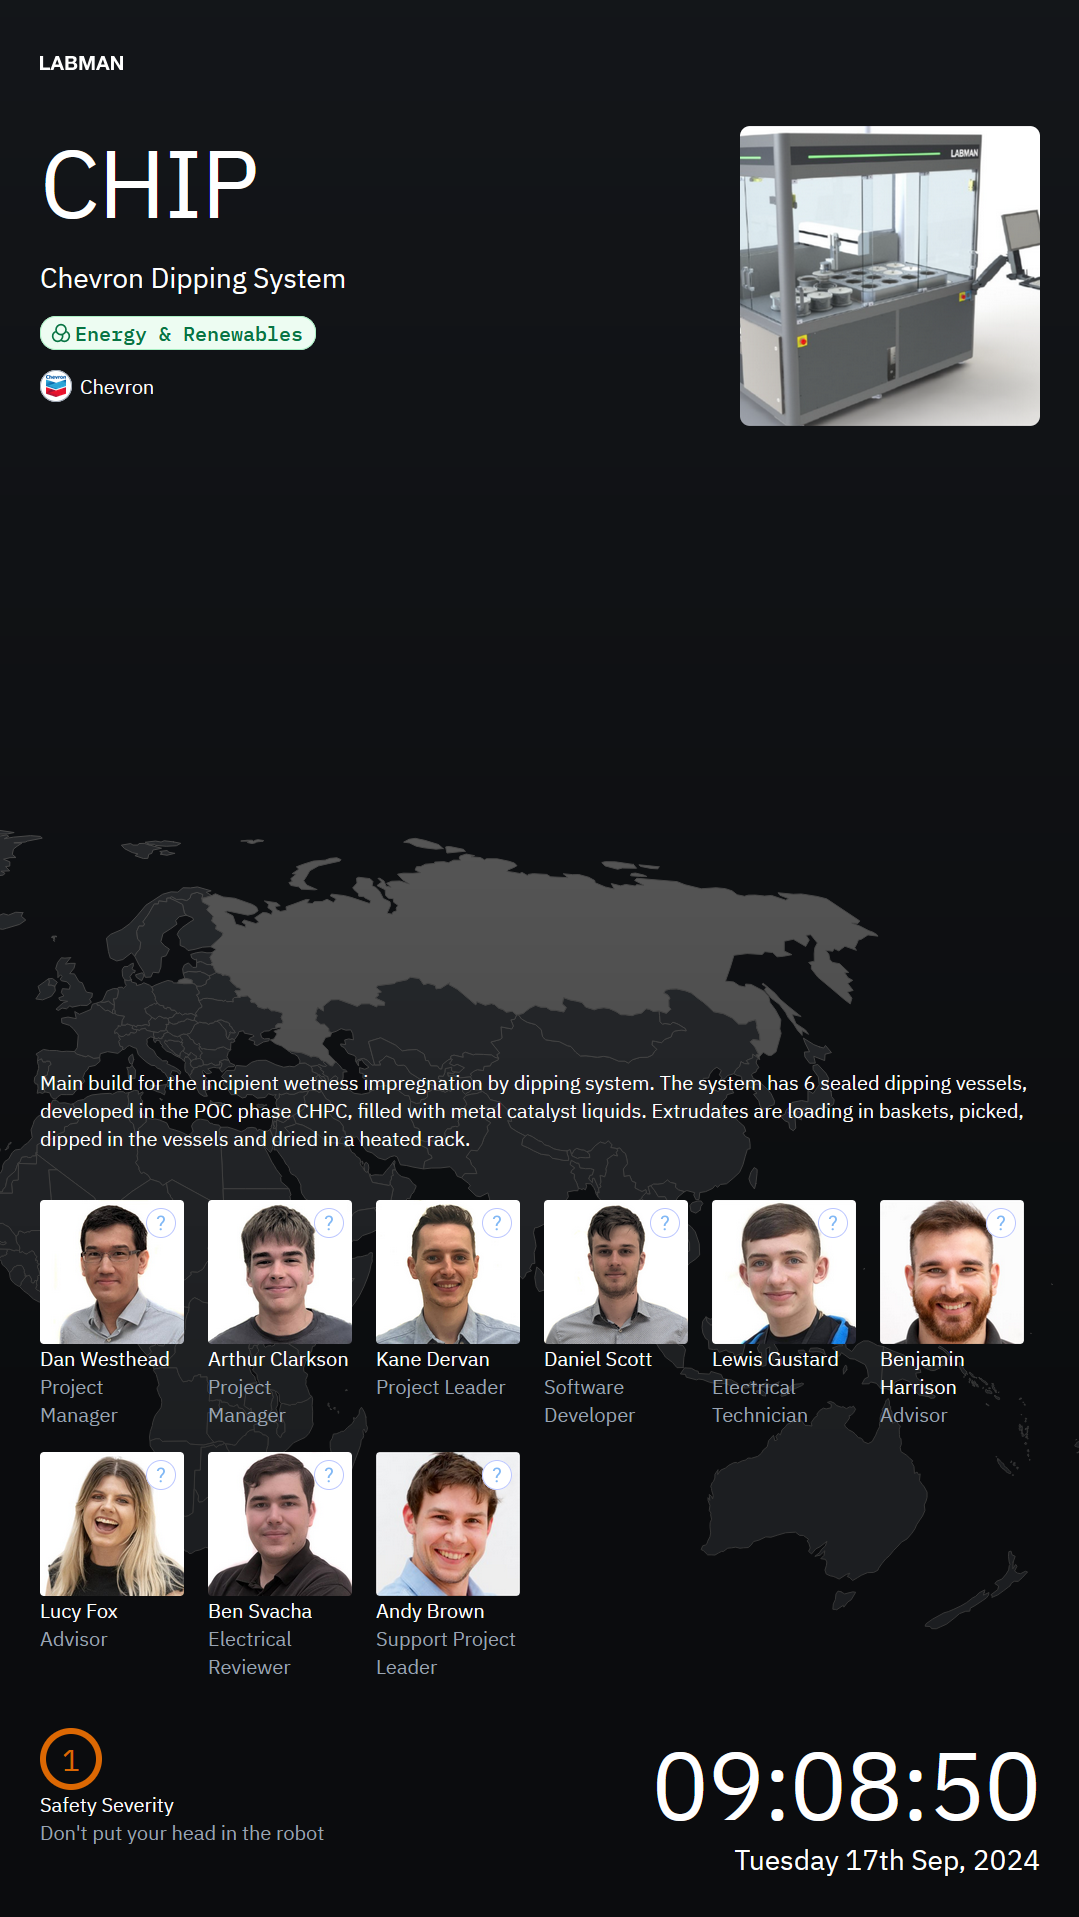 LABMAN
CHIP
LABMAN
Chevron Dipping System
Energy & Renewables
Chevron
Chevron
Main build for the incipient wetness impregnation by dipping system. The system has 6 sealed dipping vessels,
developed in the POC phase CHPC, filled with metal catalyst liquids. Extrudates are loading in baskets, picked,
dipped in the vessels and dried in a heated rack.
? ? ? ? ? ?
Dan Westhead
Project
Manager
Arthur Clarkson
Project
Manager
Kane Dervan
Project Leader
Daniel Scott
Software
Developer
Lewis Gustard
Electrical
Technician
Benjamin
Harrison
Advisor
? ? ?
Lucy Fox
Advisor
Ben Svacha
Electrical
Reviewer
Andy Brown
Support Project
Leader
1
Safety Severity
Don't put your head in the robot
09:08:50
Tuesday 17th Sep, 2024